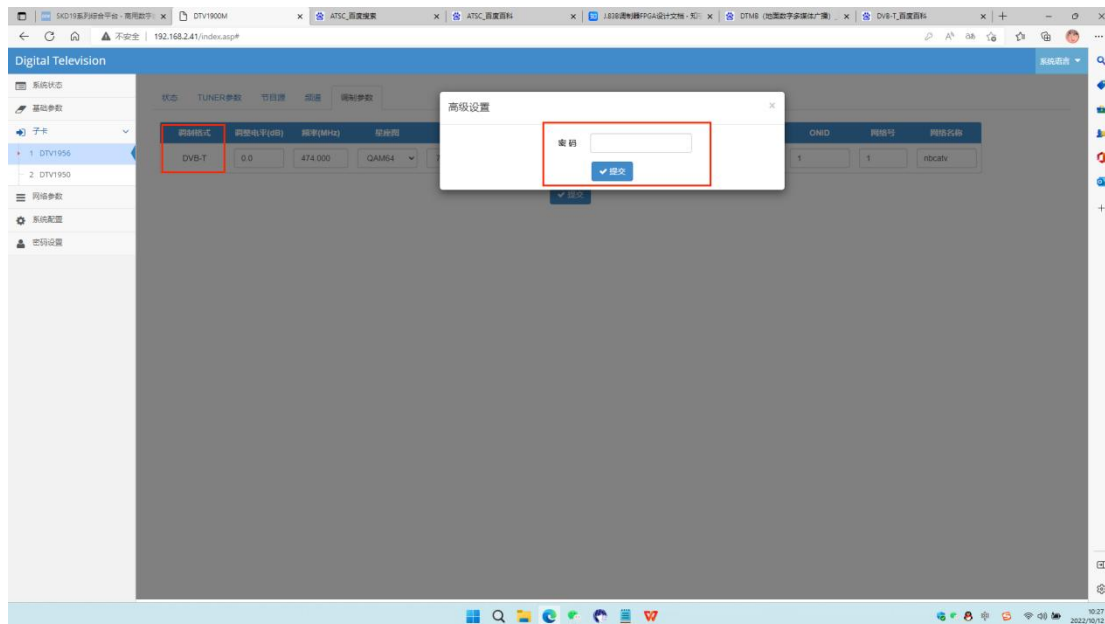 SKD19系列综合平台 - 商用数字
DTV1900M
ATSC_百度搜索
ATSC_百度百科
J.83B调制器FPGA设计文档 - 知
DTMB (地面数字多媒体广播)_
DVB-T_百度百科
不安全 | 192.168.2.41/index.asp#
Digital Television
系统语言
系统状态
基础参数
子卡
1 DTV1956
2 DTV1950
网络参数
系统配置
密码设置
状态 TUNER参数 节目源 频道 调制参数
调制格式 调整电平(dB) 频率(MHz) 星座图 ONID 网络号 网络名称
DVB-T 0.0 474.000 QAM64 7 1 1 nbcatv
提交
高级设置
密码
提交
中
10:27
2022/10/12